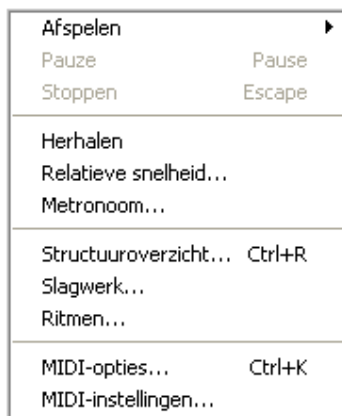 Afspelen
Pauze Pause
Stoppen Escape
Herhalen
Relatieve snelheid...
Metronoom...
Structuuroverzicht... Ctrl+R
Slagwerk...
Ritmen...
MIDI-opties... Ctrl+K
MIDI-instellingen...